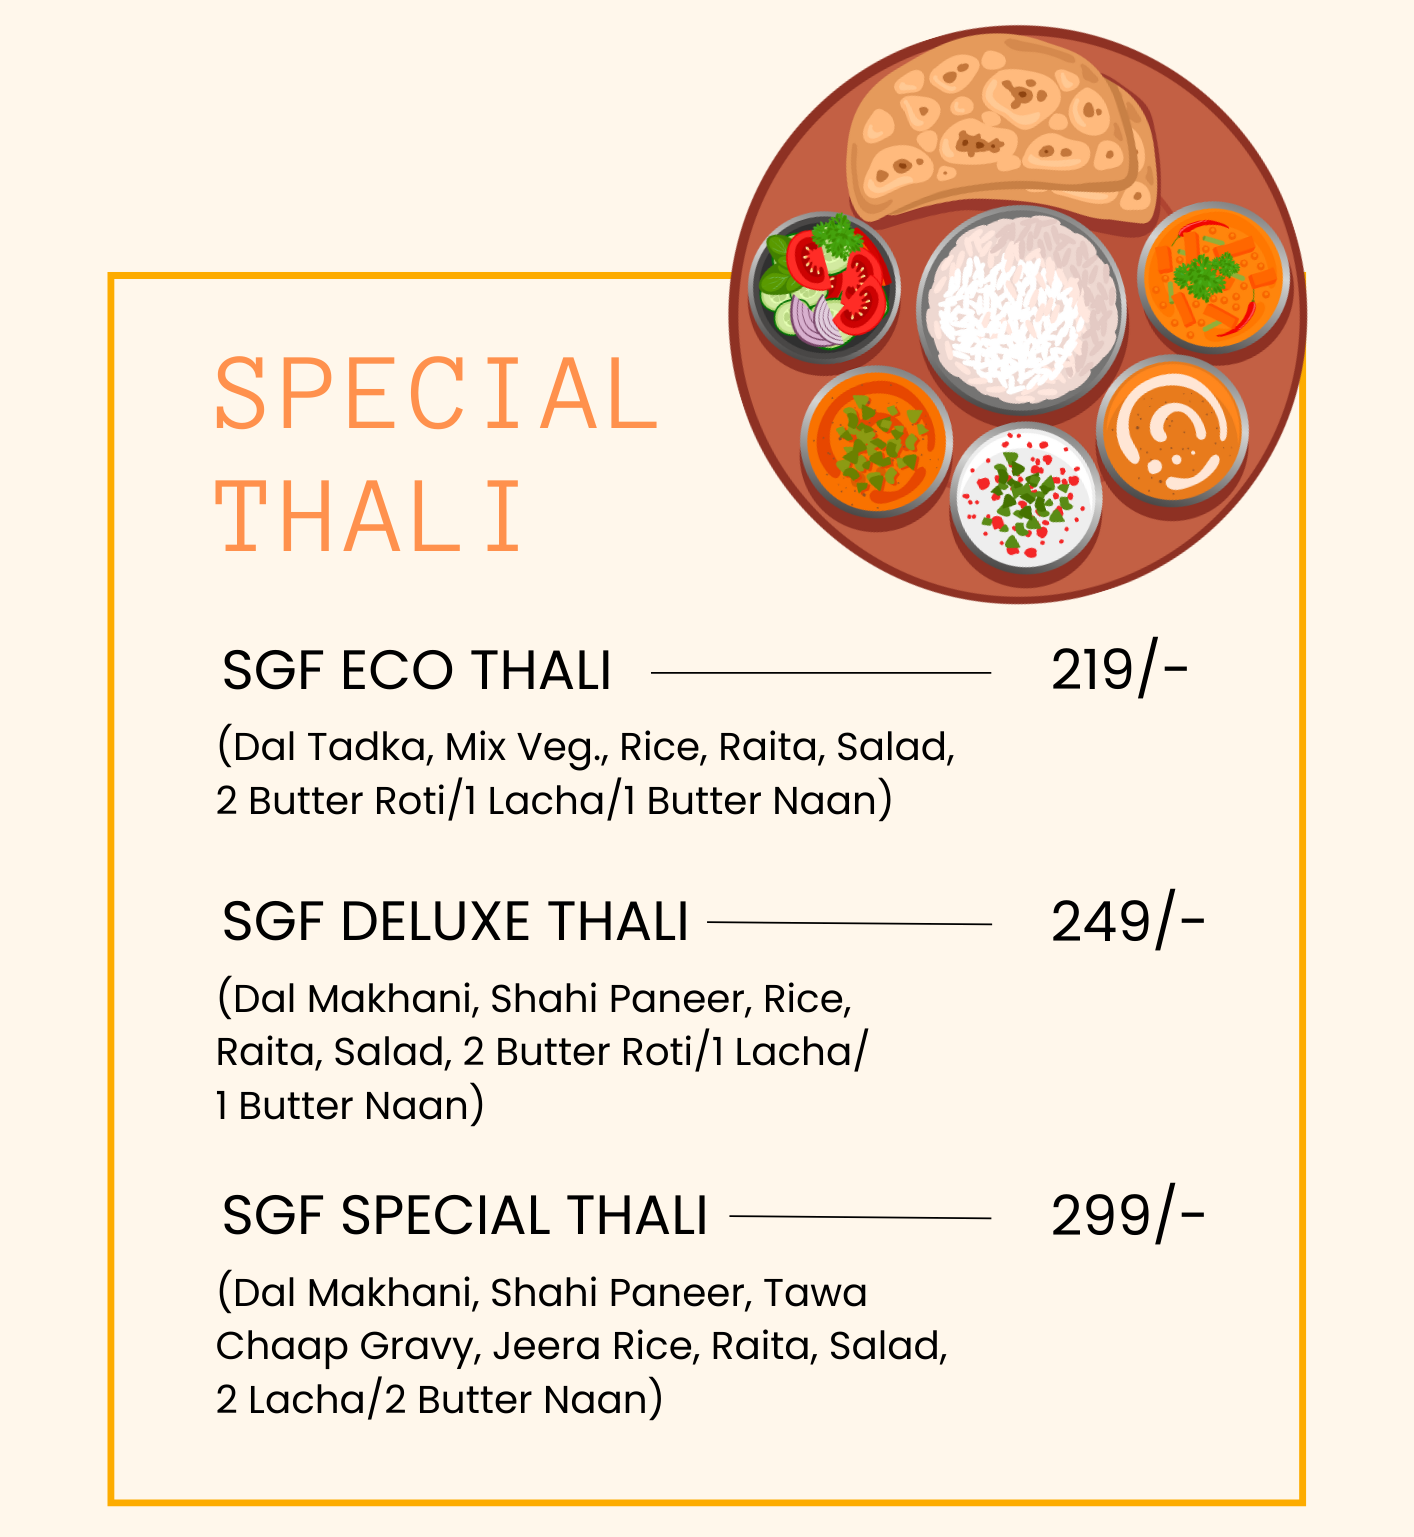 SPECIAL
THALI
SGF ECO THALI 219/-
(Dal Tadka, Mix Veg., Rice, Raita, Salad,
2 Butter Roti/1 Lacha/1 Butter Naan)
SGF DELUXE THALI 249/-
(Dal Makhani, Shahi Paneer, Rice,
Raita, Salad, 2 Butter Roti/1 Lacha/
1 Butter Naan)
SGF SPECIAL THALI 299/-
(Dal Makhani, Shahi Paneer, Tawa
Chaap Gravy, Jeera Rice, Raita, Salad,
2 Lacha/2 Butter Naan)